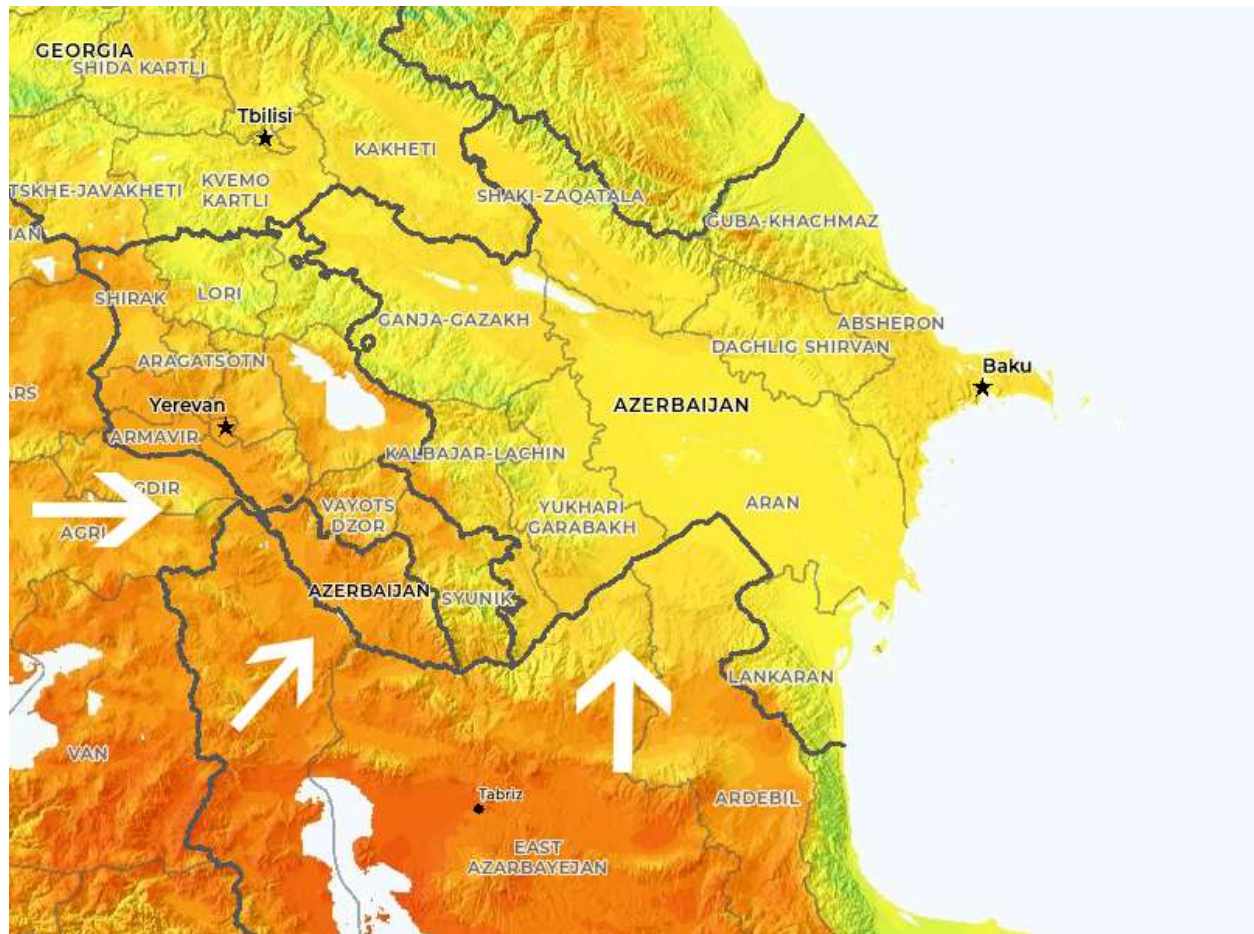 GEORGIA
SHIDA KARTLI
Tbilisi
KAKHETI
TSKHE-JAVAKHETI
KVEMO
KARTLI
SHAKI-ZAQATALA
GUBA-KHACHMAZ
SHIRAK
LORI
GANJA-GAZAKH
ABSHERON
DAGHLIG SHIRVAN
ARAGATSOTN
Baku
ARS
Yerevan
AZERBAIJAN
ARMAVIR
KALBAJAR-LACHIN
GDIR
VAYOTS
DZOR
YUKHARI
GARABAKH
ARAN
AGRI
AZERBAIJAN
SYUNIK
LANKARAN
VAN
Tabriz
ARDEBIL
EAST
AZARBAYEJAN